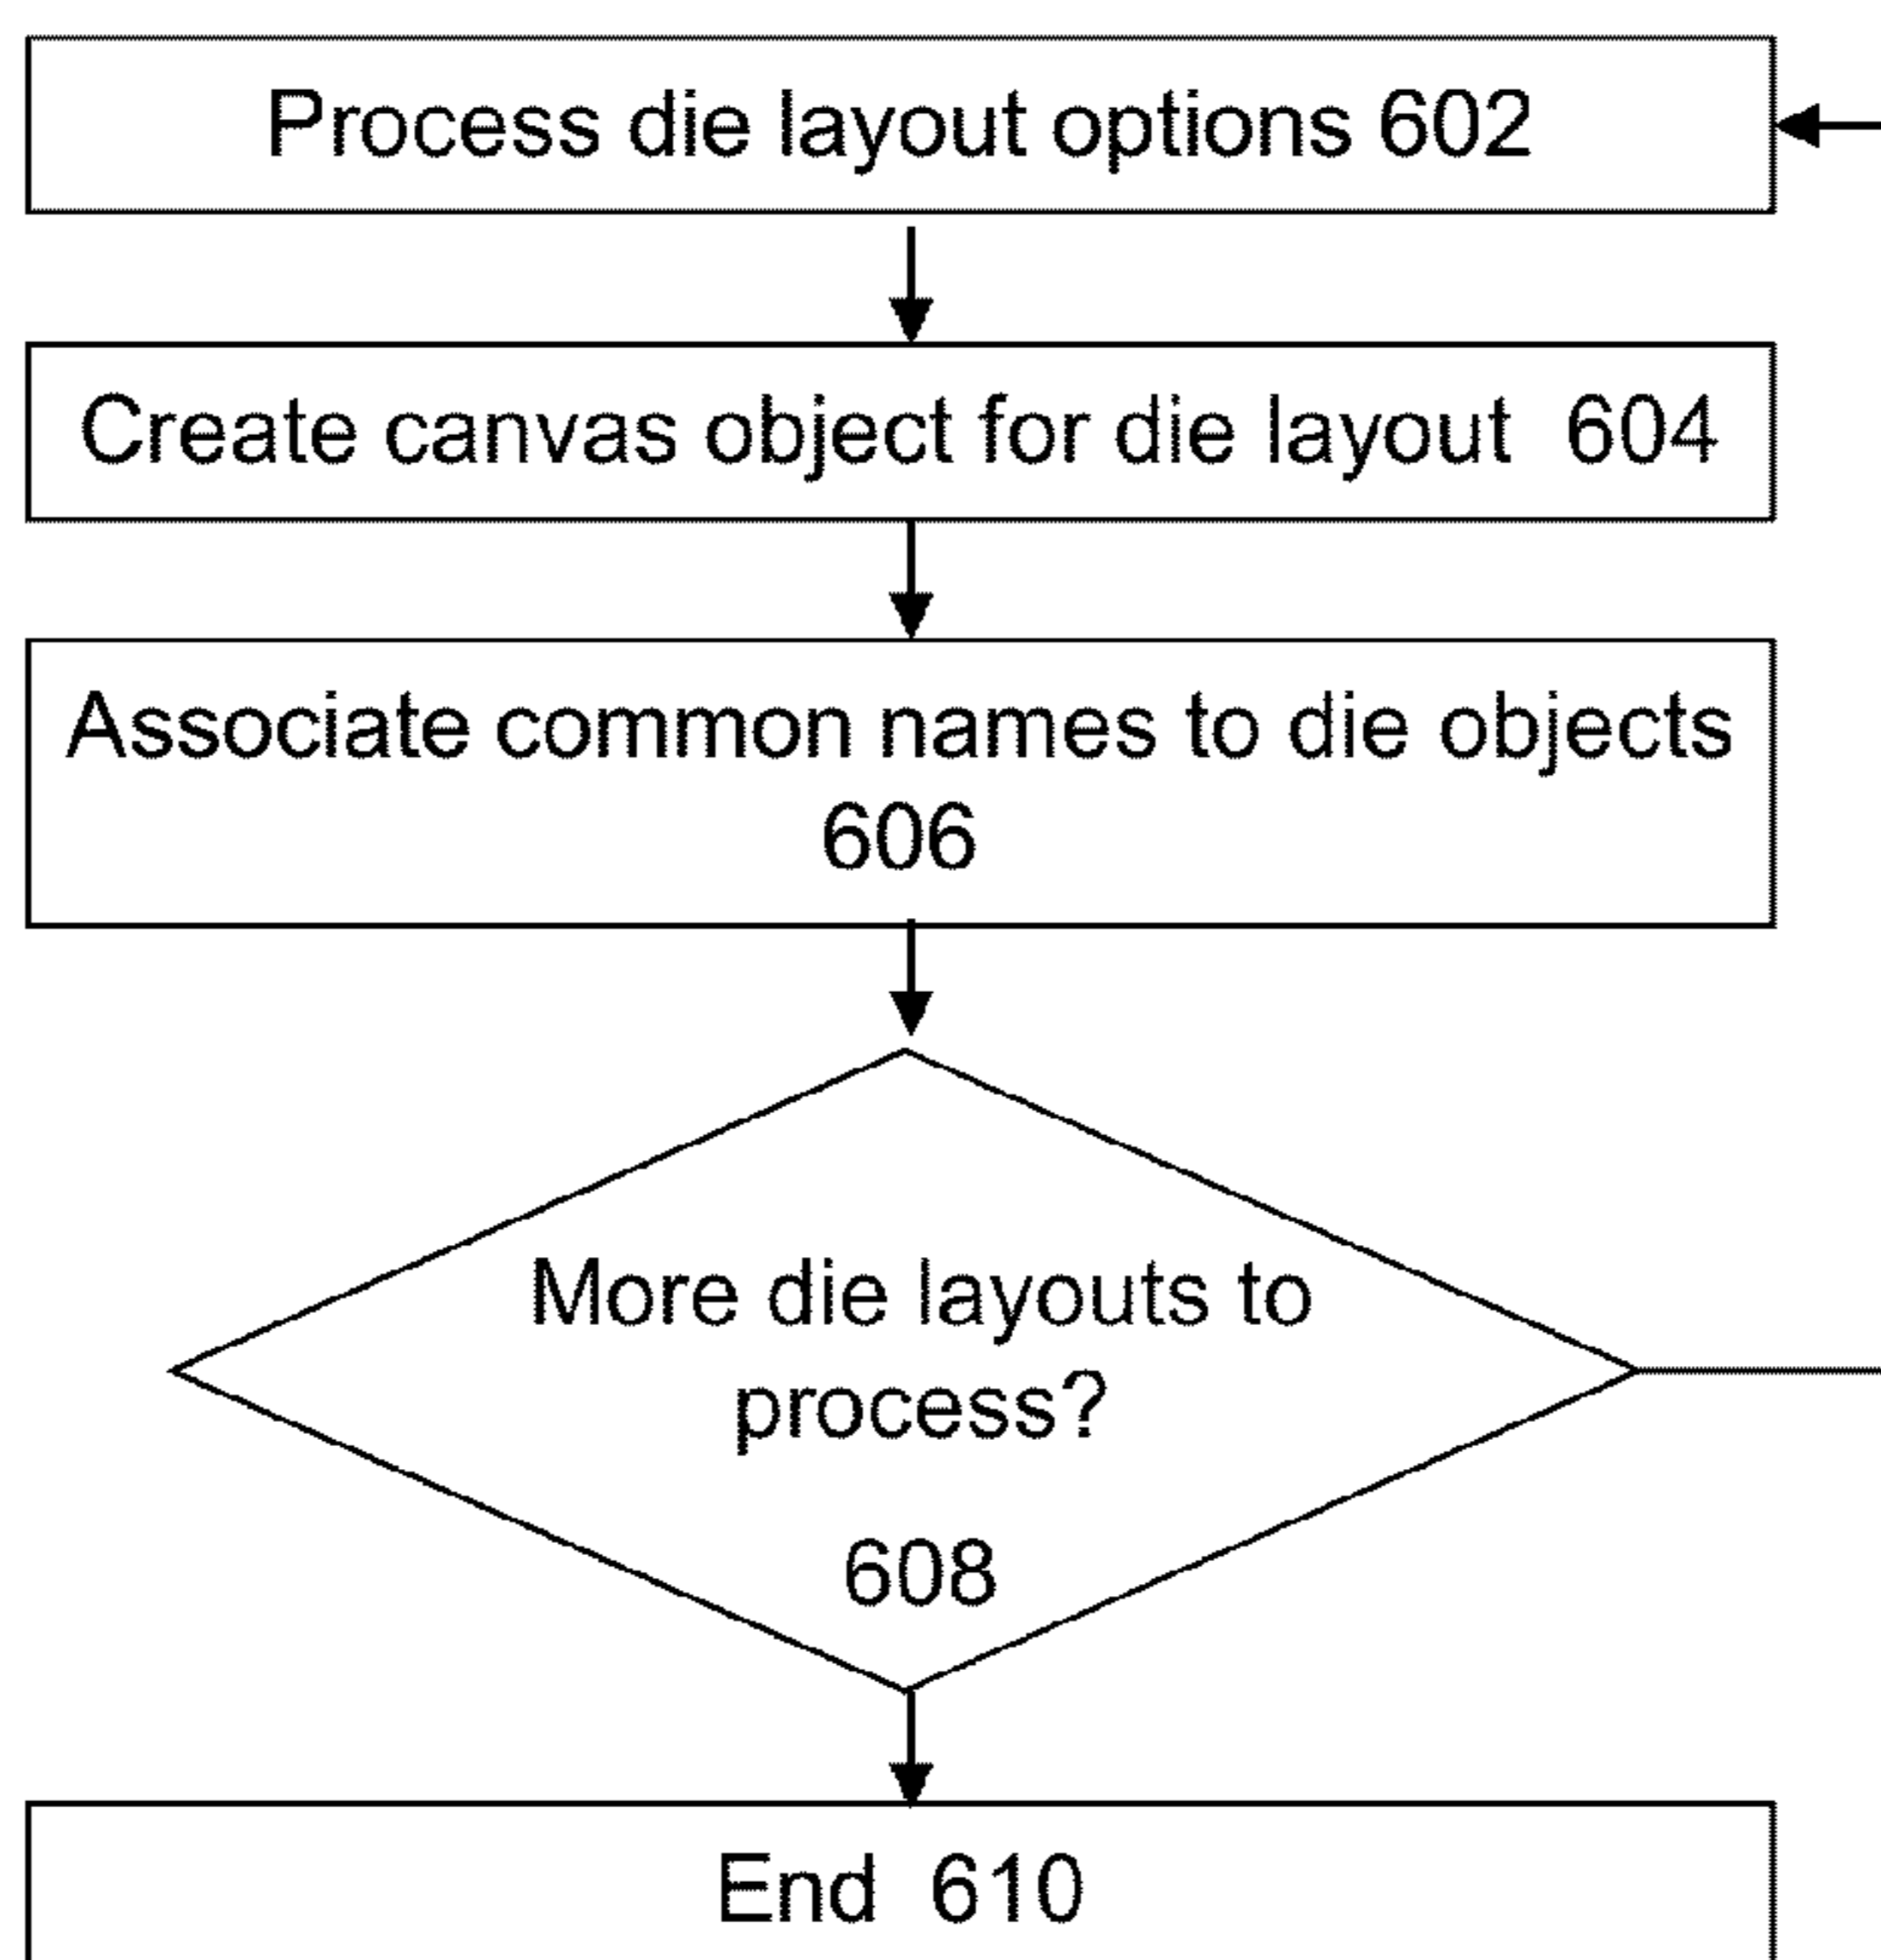 Process die layout options 602
Create canvas object for die layout 604
Associate common names to die objects
606
More die layouts to
process?
608
End 610